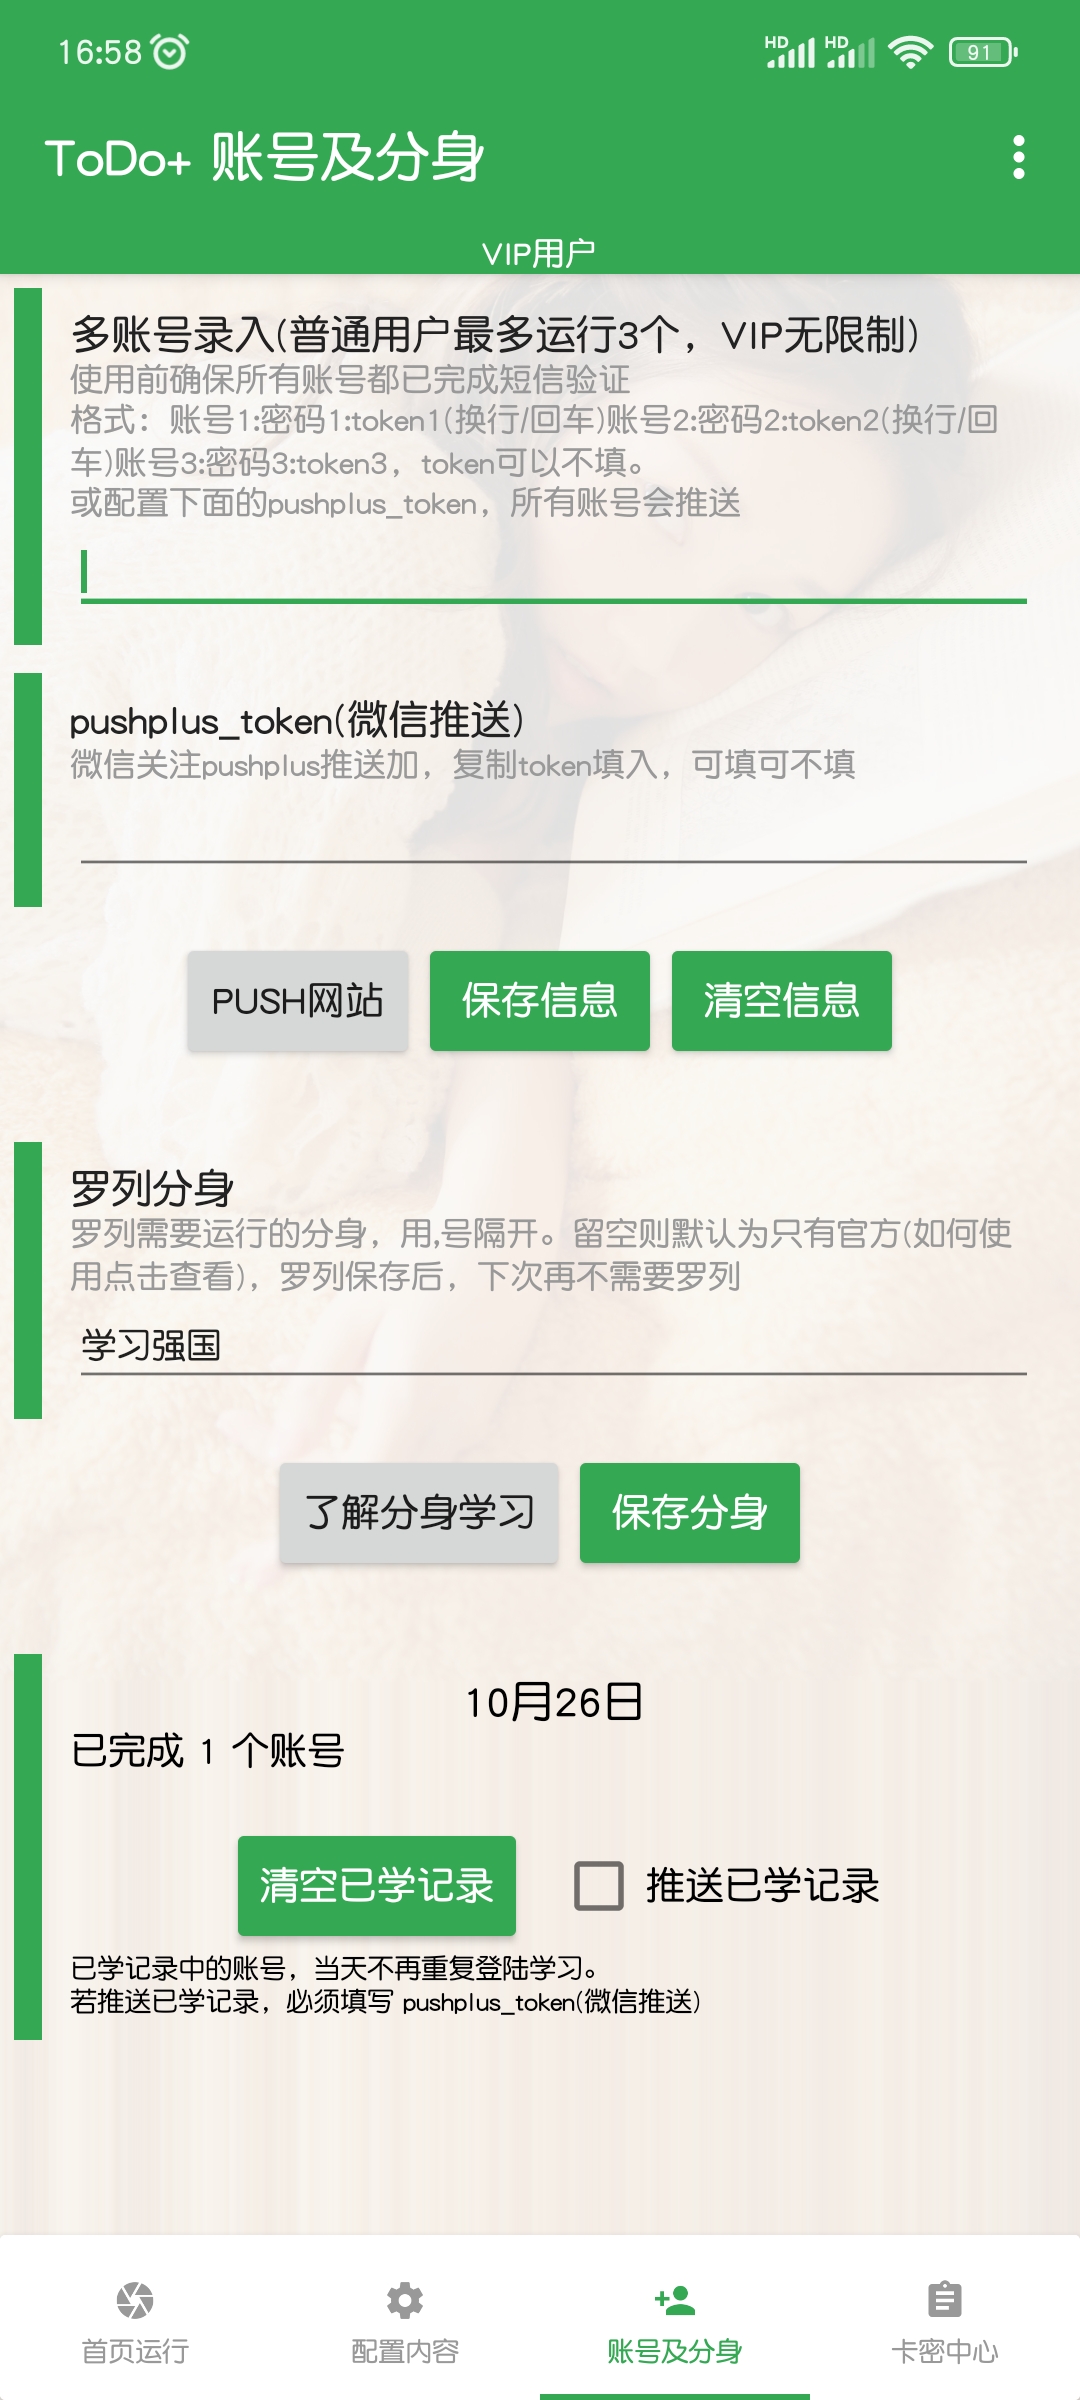 16:58
HD HD 91
ToDo+ 账号及分身
VIP用户
多账号录入(普通用户最多运行3个，VIP无限制)
使用前确保所有账号都已完成短信验证
格式：账号1:密码1:token1(换行/回车)账号2:密码2:token2(换行/回
车)账号3:密码3:token3，token可以不填。
或配置下面的pushplus_token，所有账号会推送
pushplus_token(微信推送)
微信关注pushplus推送加，复制token填入，可填可不填
PUSH网站
保存信息
清空信息
罗列分身
罗列需要运行的分身，用,号隔开。留空则默认为只有官方(如何使
用点击查看)，罗列保存后，下次再不需要罗列
学习强国
了解分身学习
保存分身
10月26日
已完成 1 个账号
清空已学记录
推送已学记录
已学记录中的账号，当天不再重复登陆学习。
若推送已学记录，必须填写 pushplus_token(微信推送)
首页运行
配置内容
账号及分身
卡密中心